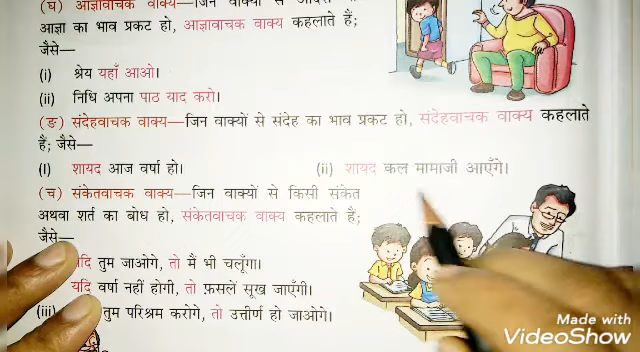 (घ) आज्ञावाचक वाक्य—जिन वाक्यों से आदेश
आज्ञा का भाव प्रकट हो, आज्ञावाचक वाक्य कहलाते हैं;
जैसे—
(i) श्रेय यहाँ आओ।
(ii) निधि अपना पाठ याद करो।
(ङ) संदेहवाचक वाक्य—जिन वाक्यों से संदेह का भाव प्रकट हो, संदेहवाचक वाक्य कहलाते
हैं; जैसे—
(I) शायद आज वर्षा हो। (ii) शायद कल मामाजी आएँगे।
(च) संकेतवाचक वाक्य—जिन वाक्यों से किसी संकेत
अथवा शर्त का बोध हो, संकेतवाचक वाक्य कहलाते हैं;
जैसे—
यदि तुम जाओगे, तो मैं भी चलूँगा।
यदि वर्षा नहीं होगी, तो फ़सलें सूख जाएँगी।
(iii) तुम परिश्रम करोगे, तो उत्तीर्ण हो जाओगे।
Made with
VideoShow